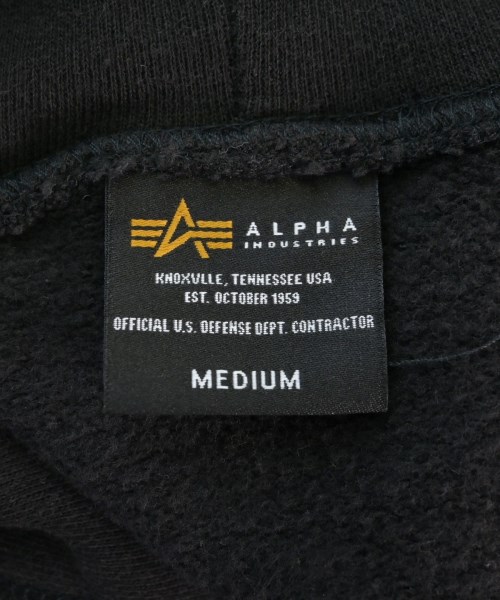 ALPHA
INDUSTRIES
KNOXVLLE, TENNESSEE USA
EST. OCTOBER 1959
OFFICIAL U.S. DEFENSE DEPT. CONTRACTOR
MEDIUM